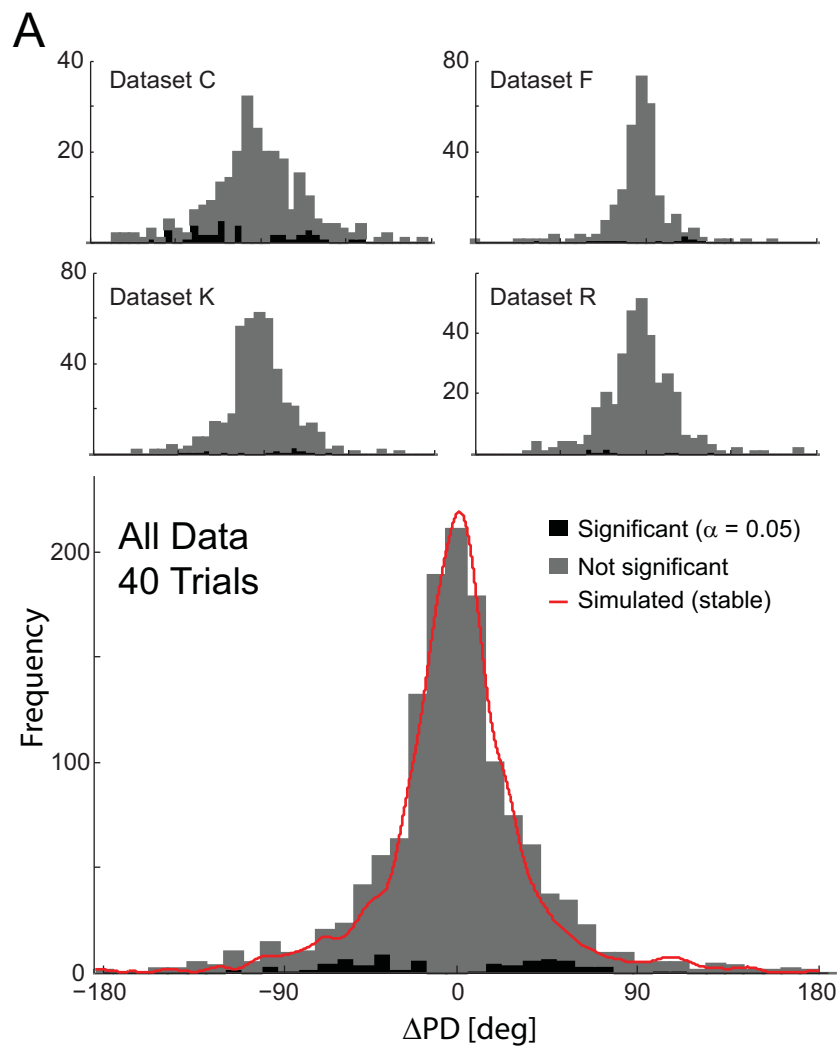 A
Dataset C
40
20
Dataset F
80
40
Dataset K
80
40
Dataset R
40
20
All Data
40 Trials
Significant (α = 0.05)
Not significant
Simulated (stable)
Frequency
200
100
0
−180
−90
0
90
180
ΔPD [deg]